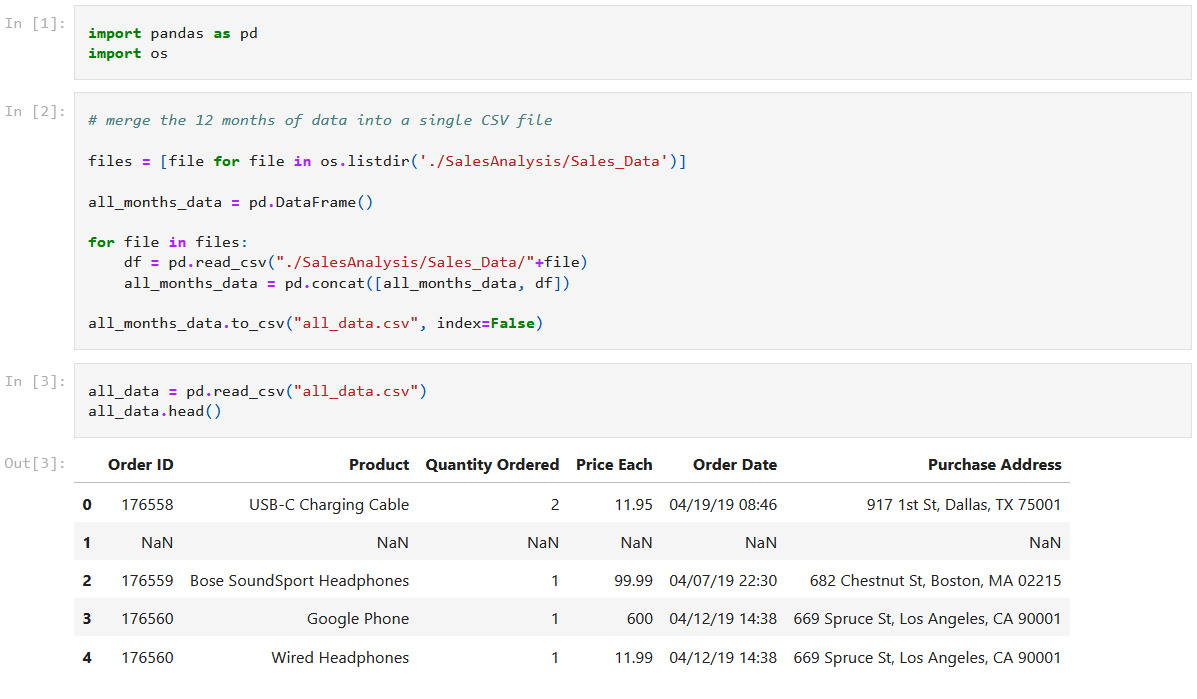 In [1]:
import pandas as pd
import os
In [2]:
# merge the 12 months of data into a single CSV file
files = [file for file in os.listdir('./SalesAnalysis/Sales_Data')]
all_months_data = pd.DataFrame()
for file in files:
    df = pd.read_csv("./SalesAnalysis/Sales_Data/"+file)
    all_months_data = pd.concat([all_months_data, df])
all_months_data.to_csv("all_data.csv", index=False)
In [3]:
all_data = pd.read_csv("all_data.csv")
all_data.head()
Out[3]:
Order ID Product Quantity Ordered Price Each Order Date Purchase Address
0 176558 USB-C Charging Cable 2 11.95 04/19/19 08:46 917 1st St, Dallas, TX 75001
1 NaN NaN NaN NaN NaN NaN
2 176559 Bose SoundSport Headphones 1 99.99 04/07/19 22:30 682 Chestnut St, Boston, MA 02215
3 176560 Google Phone 1 600 04/12/19 14:38 669 Spruce St, Los Angeles, CA 90001
4 176560 Wired Headphones 1 11.99 04/12/19 14:38 669 Spruce St, Los Angeles, CA 90001